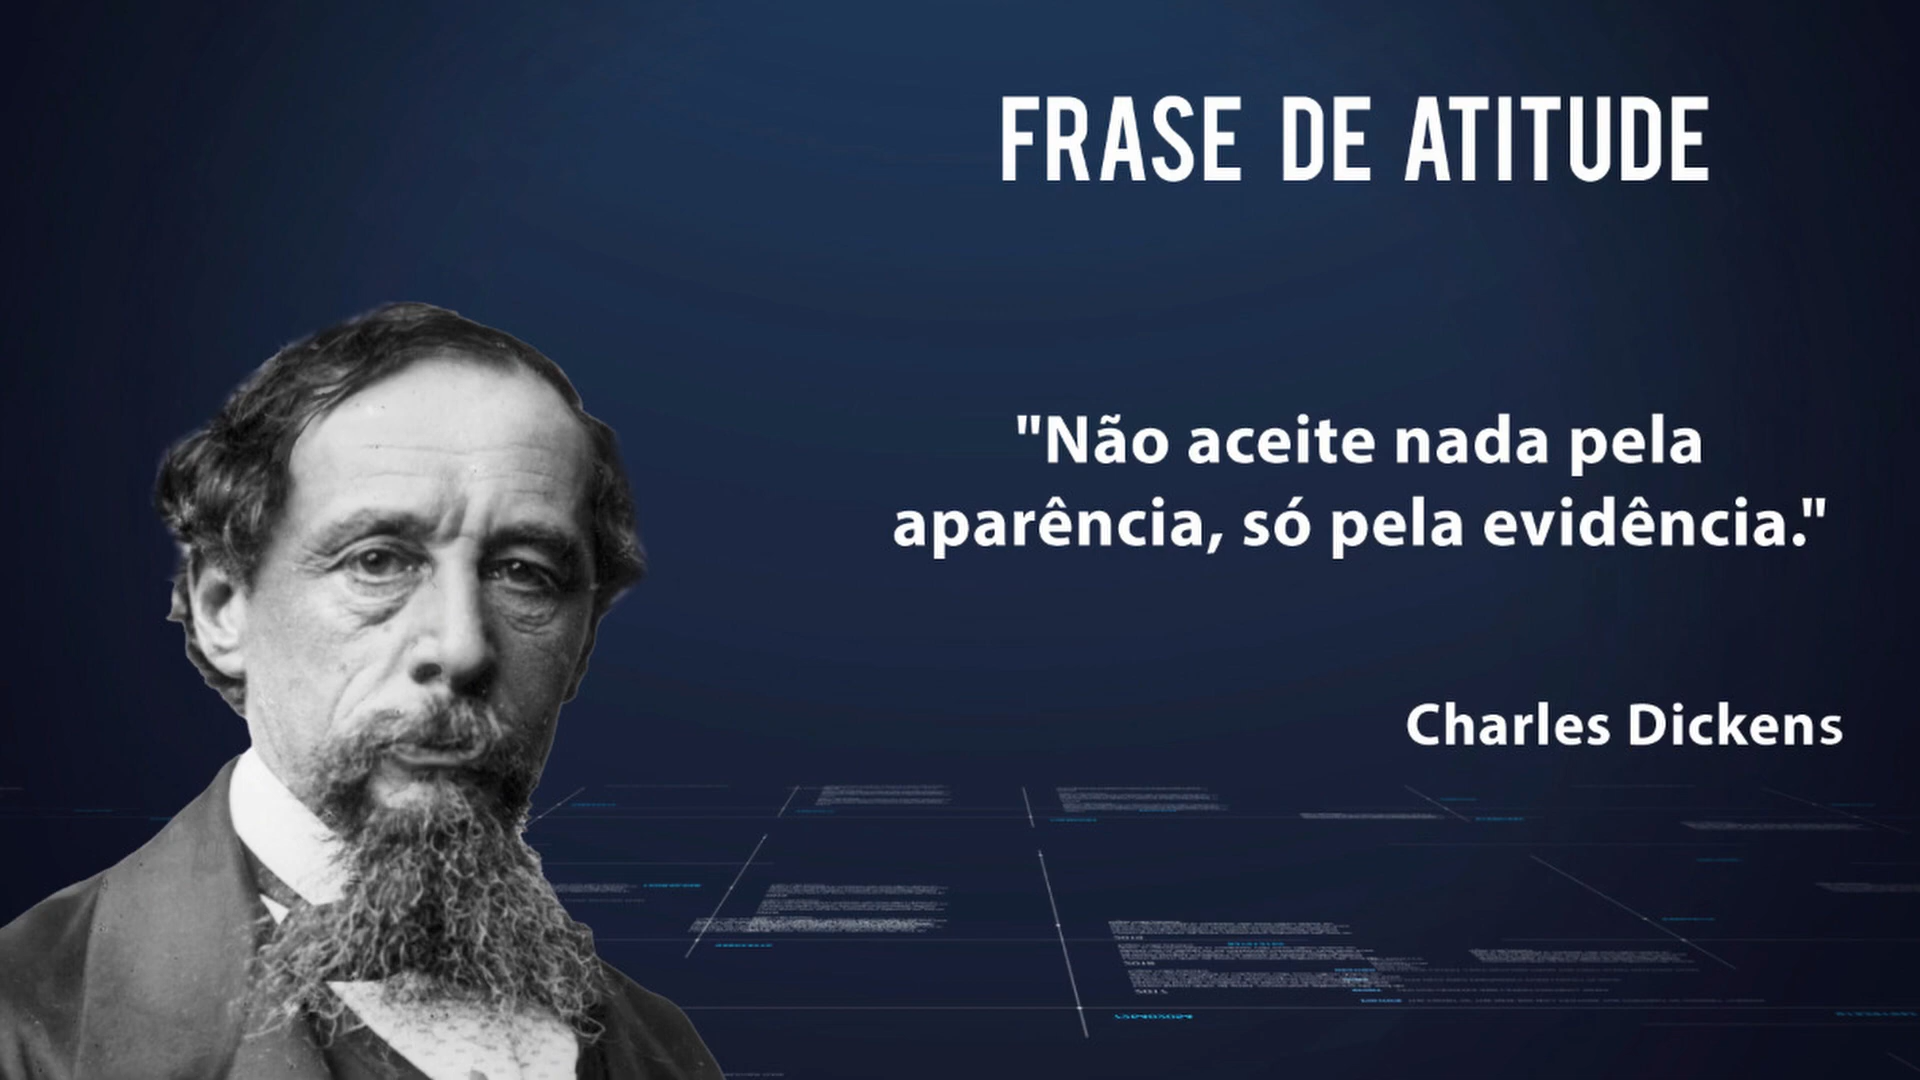 FRASE DE ATITUDE
"Não aceite nada pela
aparência, só pela evidência."
Charles Dickens